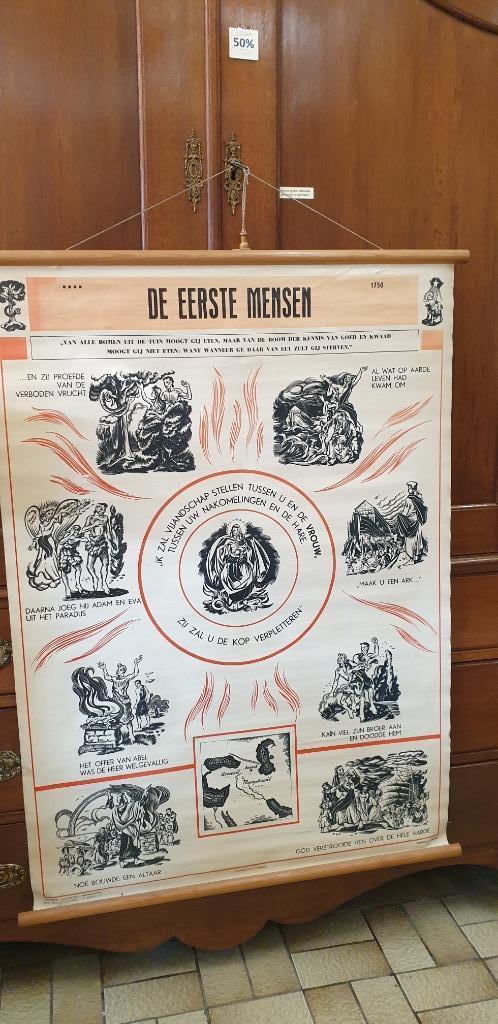 50%
1750
DE EERSTE MENSEN
„VAN ALLE BOMEN UIT DE TUIN MOOGT GIJ ETEN, MAAR VAN DE BOOM DER KENNIS VAN GOED EN KWAAD
MOOGT GIJ NIET ETEN; WANT WANNEER GE DAAR VAN EET ZULT GIJ STERVEN."
...EN ZIJ PROEFDE
VAN DE
VERBODEN VRUCHT
AL WAT OP AARDE
LEVEN HAD
KWAM OM
„IK ZAL VIJANDSCHAP STELLEN TUSSEN U EN DE VROUW,
TUSSEN UW NAKOMELINGEN EN DE HARE.
ZIJ ZAL U DE KOP VERPLETTEREN"
DAARNA JOEG HIJ ADAM EN EVA
UIT HET PARADIJS
„MAAK U EEN ARK..."
HET OFFER VAN ABEL
WAS DE HEER WELGEVALLIG
KAÏN VIEL ZIJN BROER AAN
EN DOODDE HEM
NOË BOUWDE EEN ALTAAR...
GOD VERSTROOIDE HEN OVER DE HELE AARDE